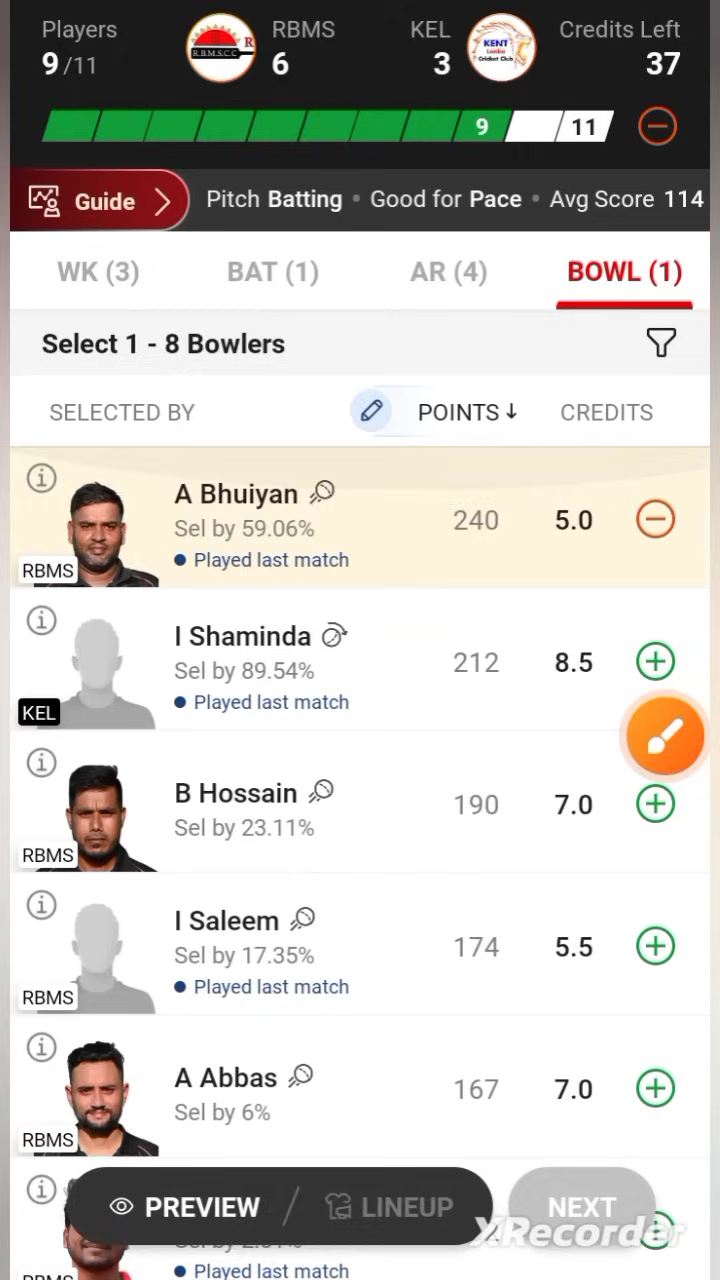 Players
RBMS
KEL
Credits Left
9/11
R.B.M.S.C.C
R
6
3
KENT
Lanka
Cricket Club
37
9
11
Guide
Pitch Batting • Good for Pace • Avg Score 114
WK (3)
BAT (1)
AR (4)
BOWL (1)
Select 1 - 8 Bowlers
SELECTED BY
POINTS ↓
CREDITS
A Bhuiyan
Sel by 59.06%
240
5.0
Played last match
RBMS
I Shaminda
Sel by 89.54%
212
8.5
Played last match
KEL
B Hossain
Sel by 23.11%
190
7.0
RBMS
I Saleem
Sel by 17.35%
174
5.5
Played last match
RBMS
A Abbas
Sel by 6%
167
7.0
RBMS
PREVIEW / LINEUP
NEXT
XRecorder
Played last match
RBMS